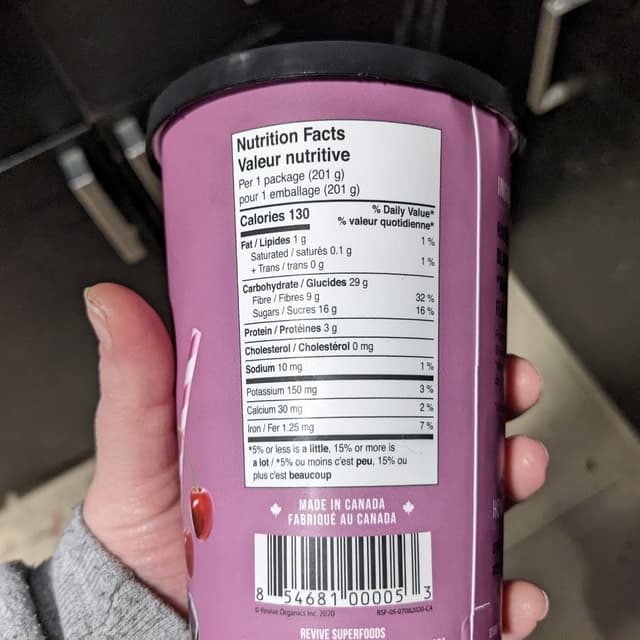 Nutrition Facts
Valeur nutritive
Per 1 package (201 g)
pour 1 emballage (201 g)
Calories 130
% Daily Value*
% valeur quotidienne*
Fat / Lipides 1 g 1 %
Saturated / saturés 0.1 g
+ Trans / trans 0 g 1 %
Carbohydrate / Glucides 29 g
Fibre / Fibres 9 g 32 %
Sugars / Sucres 16 g 16 %
Protein / Protéines 3 g
Cholesterol / Cholestérol 0 mg
Sodium 10 mg 1 %
Potassium 150 mg 3 %
Calcium 30 mg 2 %
Iron / Fer 1.25 mg 7 %
*5% or less is a little, 15% or more is
a lot / *5% ou moins c'est peu, 15% ou
plus c'est beaucoup
MADE IN CANADA
FABRIQUÉ AU CANADA
8 54681 00005 3
© Revive Organics Inc. 2020 RSF-05-07082020-CA
REVIVE SUPERFOODS